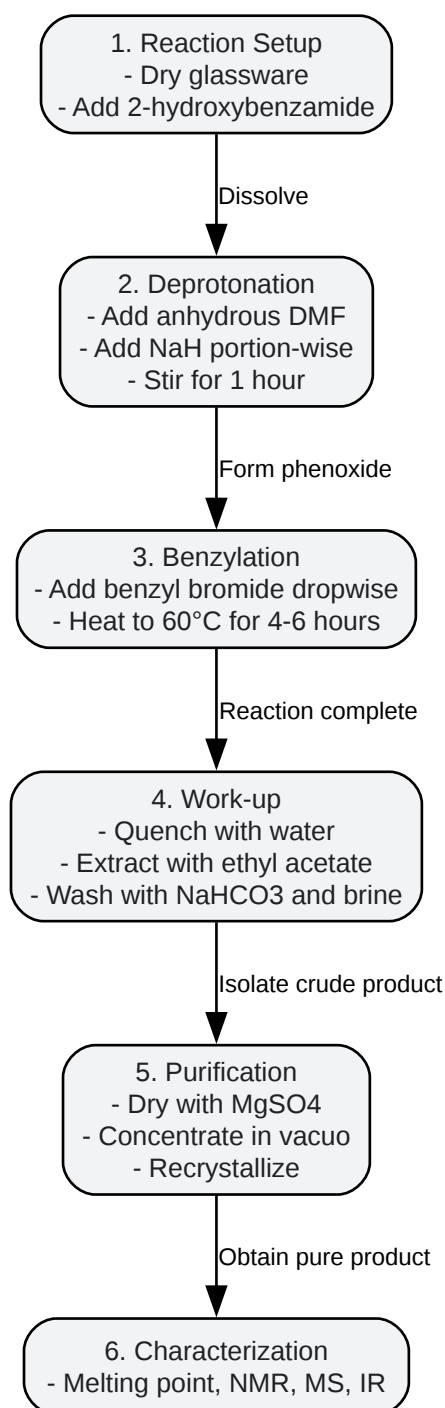 1. Reaction Setup
- Dry glassware
- Add 2-hydroxybenzamide
Dissolve
2. Deprotonation
- Add anhydrous DMF
- Add NaH portion-wise
- Stir for 1 hour
Form phenoxide
3. Benzylation
- Add benzyl bromide dropwise
- Heat to 60°C for 4-6 hours
Reaction complete
4. Work-up
- Quench with water
- Extract with ethyl acetate
- Wash with NaHCO3 and brine
Isolate crude product
5. Purification
- Dry with MgSO4
- Concentrate in vacuo
- Recrystallize
Obtain pure product
6. Characterization
- Melting point, NMR, MS, IR